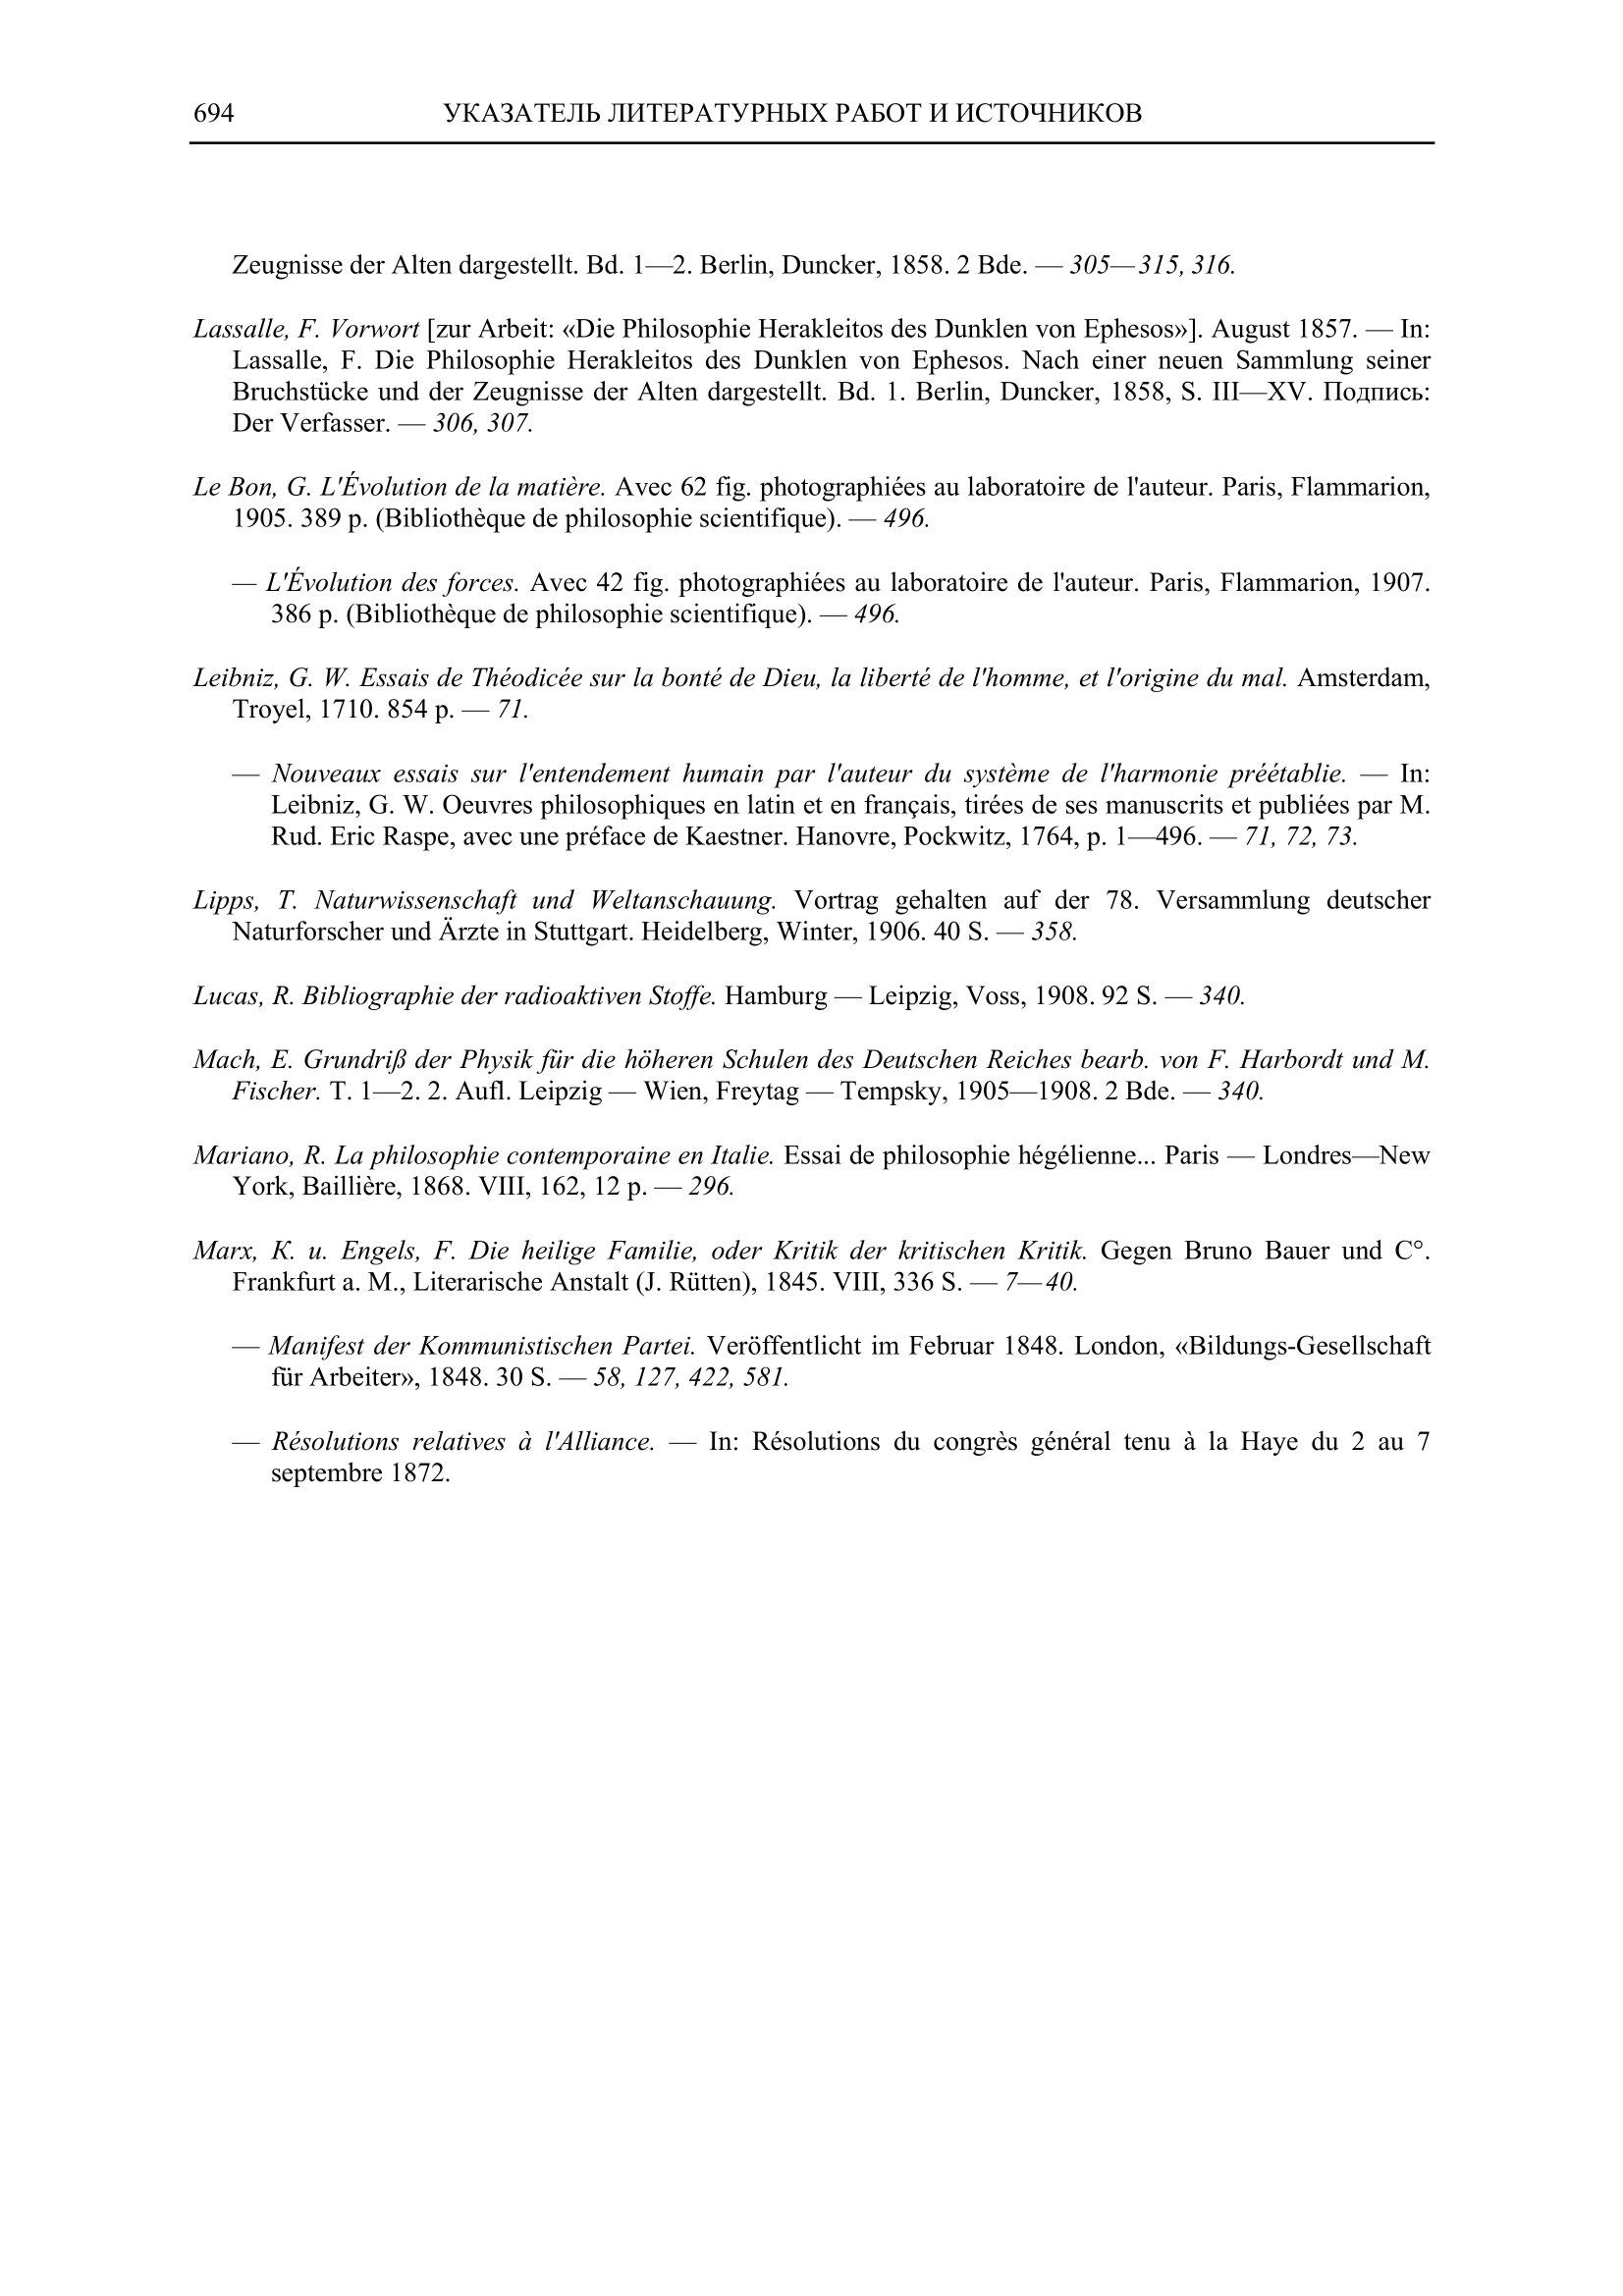 694 УКАЗАТЕЛЬ ЛИТЕРАТУРНЫХ РАБОТ И ИСТОЧНИКОВ
Zeugnisse der Alten dargestellt. Bd. 1—2. Berlin, Duncker, 1858. 2 Bde. — 305—315, 316.
Lassalle, F. Vorwort [zur Arbeit: «Die Philosophie Herakleitos des Dunklen von Ephesos»]. August 1857. — In:
Lassalle, F. Die Philosophie Herakleitos des Dunklen von Ephesos. Nach einer neuen Sammlung seiner
Bruchstücke und der Zeugnisse der Alten dargestellt. Bd. 1. Berlin, Duncker, 1858, S. III—XV. Подпись:
Der Verfasser. — 306, 307.
Le Bon, G. L'Évolution de la matière. Avec 62 fig. photographiées au laboratoire de l'auteur. Paris, Flammarion,
1905. 389 p. (Bibliothèque de philosophie scientifique). — 496.
— L'Évolution des forces. Avec 42 fig. photographiées au laboratoire de l'auteur. Paris, Flammarion, 1907.
386 p. (Bibliothèque de philosophie scientifique). — 496.
Leibniz, G. W. Essais de Théodicée sur la bonté de Dieu, la liberté de l'homme, et l'origine du mal. Amsterdam,
Troyel, 1710. 854 p. — 71.
— Nouveaux essais sur l'entendement humain par l'auteur du système de l'harmonie préétablie. — In:
Leibniz, G. W. Oeuvres philosophiques en latin et en français, tirées de ses manuscrits et publiées par M.
Rud. Eric Raspe, avec une préface de Kaestner. Hanovre, Pockwitz, 1764, p. 1—496. — 71, 72, 73.
Lipps, T. Naturwissenschaft und Weltanschauung. Vortrag gehalten auf der 78. Versammlung deutscher
Naturforscher und Ärzte in Stuttgart. Heidelberg, Winter, 1906. 40 S. — 358.
Lucas, R. Bibliographie der radioaktiven Stoffe. Hamburg — Leipzig, Voss, 1908. 92 S. — 340.
Mach, E. Grundriß der Physik für die höheren Schulen des Deutschen Reiches bearb. von F. Harbordt und M.
Fischer. T. 1—2. 2. Aufl. Leipzig — Wien, Freytag — Tempsky, 1905—1908. 2 Bde. — 340.
Mariano, R. La philosophie contemporaine en Italie. Essai de philosophie hégélienne... Paris — Londres—New
York, Baillière, 1868. VIII, 162, 12 p. — 296.
Marx, K. u. Engels, F. Die heilige Familie, oder Kritik der kritischen Kritik. Gegen Bruno Bauer und C°.
Frankfurt a. M., Literarische Anstalt (J. Rütten), 1845. VIII, 336 S. — 7—40.
— Manifest der Kommunistischen Partei. Veröffentlicht im Februar 1848. London, «Bildungs-Gesellschaft
für Arbeiter», 1848. 30 S. — 58, 127, 422, 581.
— Résolutions relatives à l'Alliance. — In: Résolutions du congrès général tenu à la Haye du 2 au 7
septembre 1872.